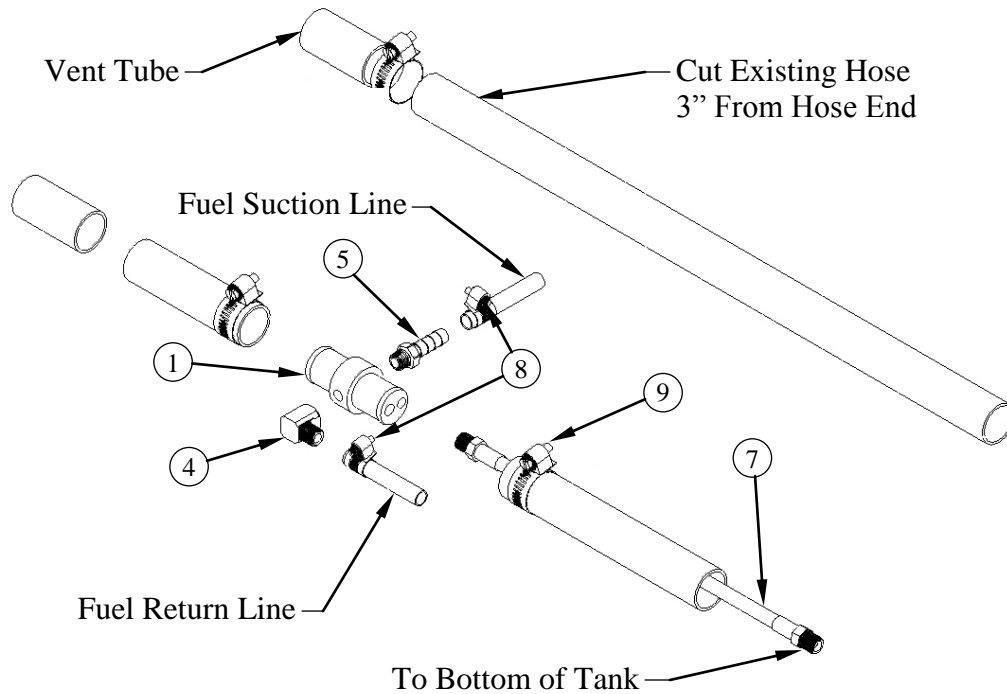 Vent Tube
Cut Existing Hose
3” From Hose End
Fuel Suction Line
5
1
8
4
9
7
Fuel Return Line
To Bottom of Tank